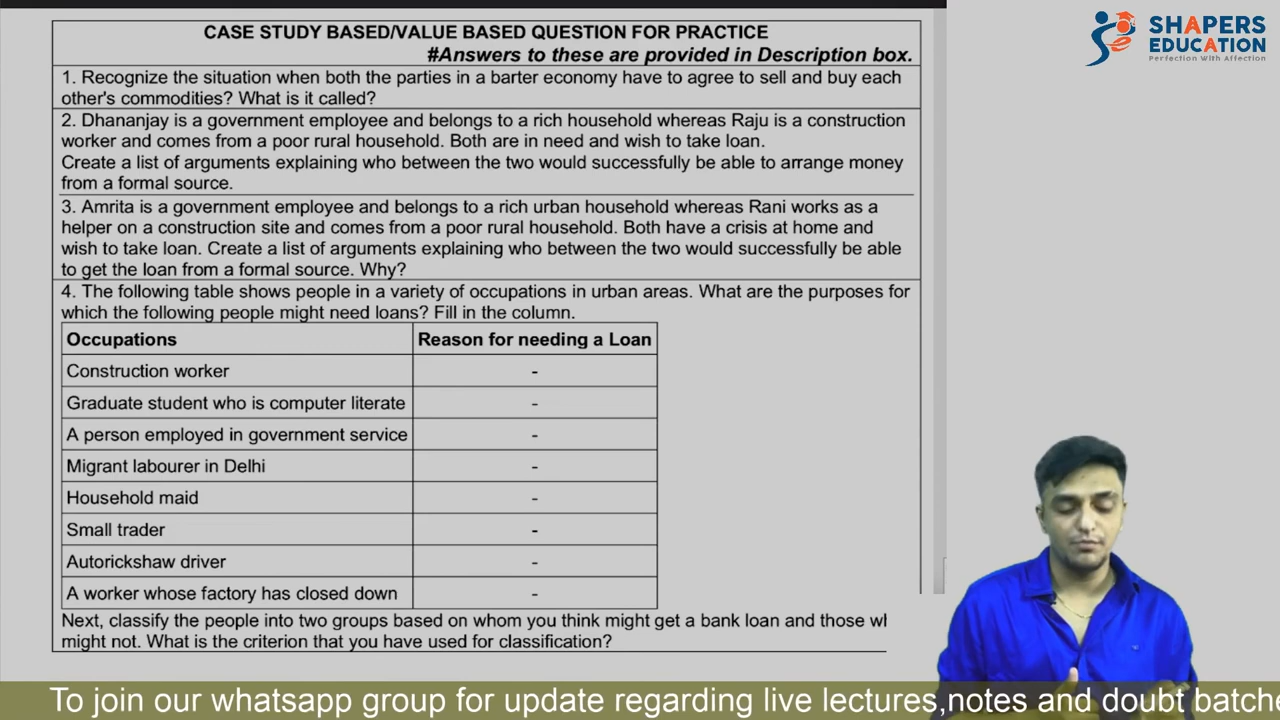 CASE STUDY BASED/VALUE BASED QUESTION FOR PRACTICE
#Answers to these are provided in Description box.
SHAPERS
EDUCATION
Perfection With Affection
1. Recognize the situation when both the parties in a barter economy have to agree to sell and buy each
other's commodities? What is it called?
2. Dhananjay is a government employee and belongs to a rich household whereas Raju is a construction
worker and comes from a poor rural household. Both are in need and wish to take loan.
Create a list of arguments explaining who between the two would successfully be able to arrange money
from a formal source.
3. Amrita is a government employee and belongs to a rich urban household whereas Rani works as a
helper on a construction site and comes from a poor rural household. Both have a crisis at home and
wish to take loan. Create a list of arguments explaining who between the two would successfully be able
to get the loan from a formal source. Why?
4. The following table shows people in a variety of occupations in urban areas. What are the purposes for
which the following people might need loans? Fill in the column.
Occupations Reason for needing a Loan
Construction worker -
Graduate student who is computer literate -
A person employed in government service -
Migrant labourer in Delhi -
Household maid -
Small trader -
Autorickshaw driver -
A worker whose factory has closed down -
Next, classify the people into two groups based on whom you think might get a bank loan and those wh
might not. What is the criterion that you have used for classification?
To join our whatsapp group for update regarding live lectures,notes and doubt batche